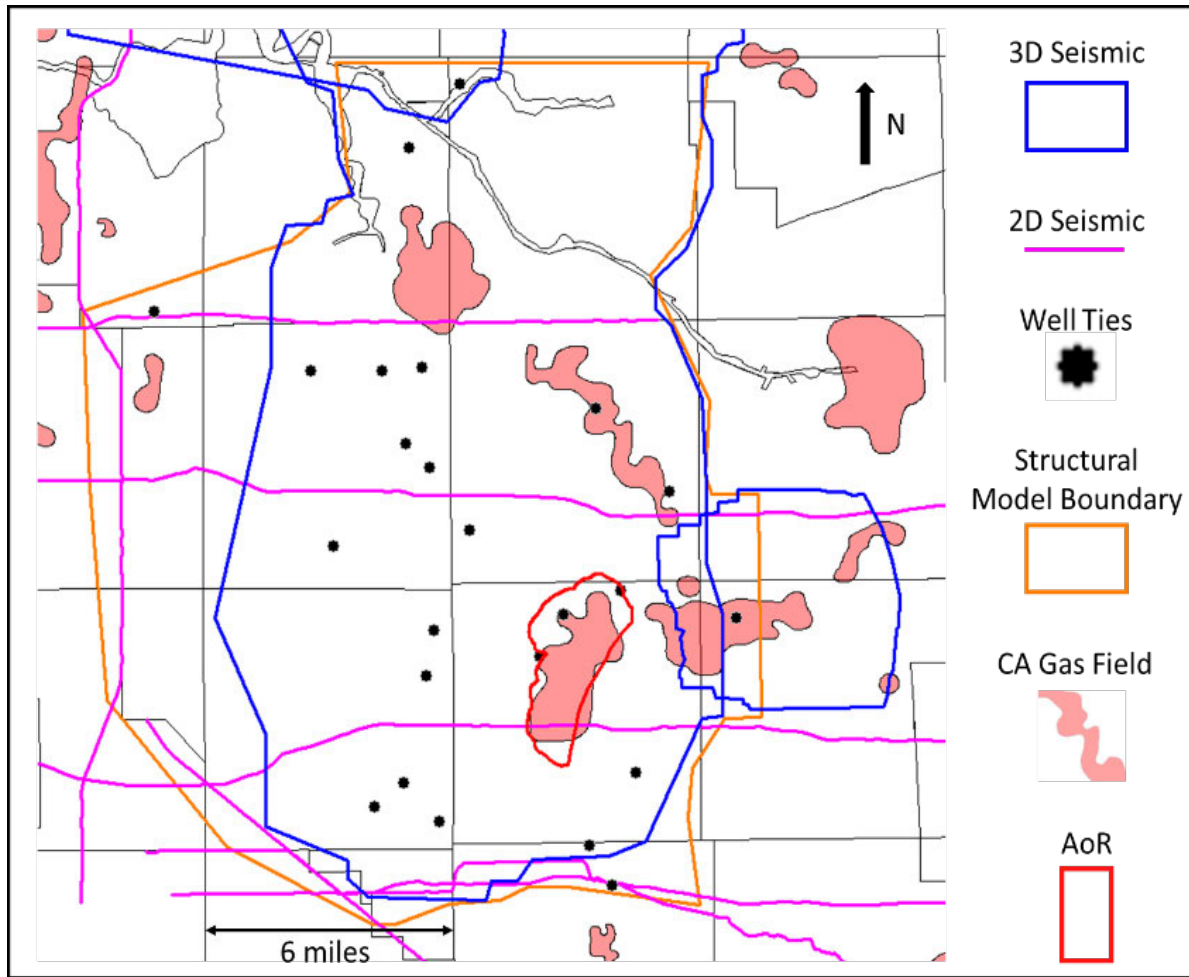 3D Seismic
N
2D Seismic
Well Ties
Structural
Model Boundary
CA Gas Field
AoR
6 miles